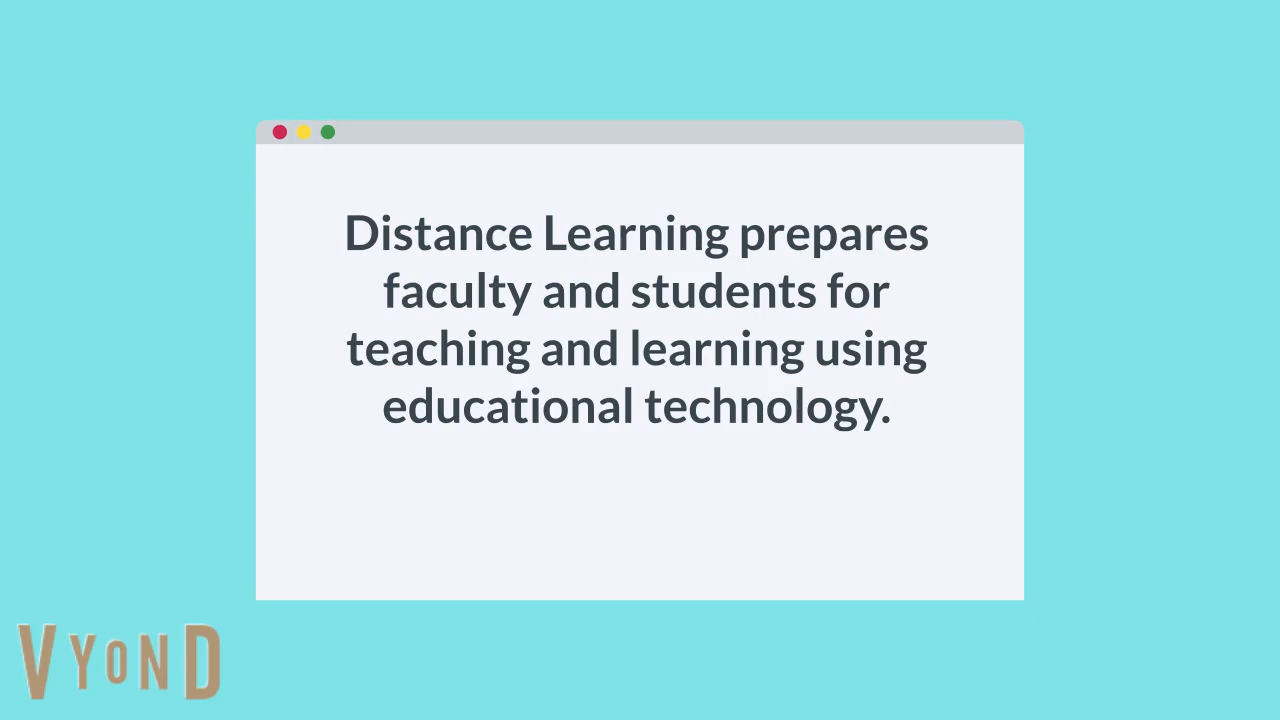 Distance Learning prepares
faculty and students for
teaching and learning using
educational technology.
VYOND